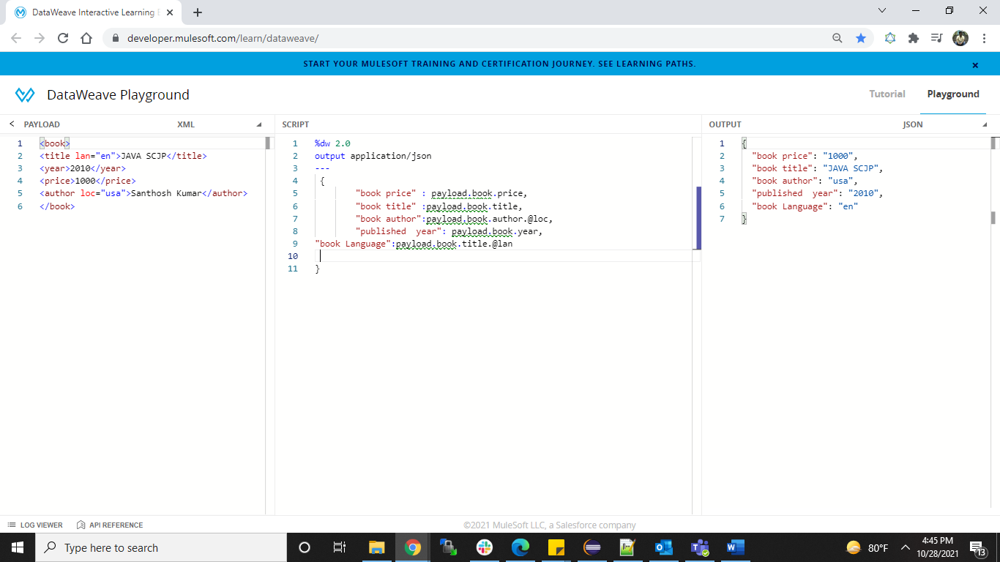 DataWeave Interactive Learning E
developer.mulesoft.com/learn/dataweave/
START YOUR MULESOFT TRAINING AND CERTIFICATION JOURNEY. SEE LEARNING PATHS.
DataWeave Playground
Tutorial Playground
PAYLOAD XML
1 <book>
2 <title lan="en">JAVA SCJP</title>
3 <year>2010</year>
4 <price>1000</price>
5 <author loc="usa">Santhosh Kumar</author>
6 </book>
SCRIPT
1 %dw 2.0
2 output application/json
3 ---
4 {
5 "book price" : payload.book.price,
6 "book title" :payload.book.title,
7 "book author":payload.book.author.@loc,
8 "published  year": payload.book.year,
9 "book Language":payload.book.title.@lan
10
11 }
OUTPUT JSON
1 {
2 "book price": "1000",
3 "book title": "JAVA SCJP",
4 "book author": "usa",
5 "published  year": "2010",
6 "book Language": "en"
7 }
LOG VIEWER API REFERENCE
©2021 MuleSoft LLC, a Salesforce company
Type here to search
80°F
4:45 PM
10/28/2021
13